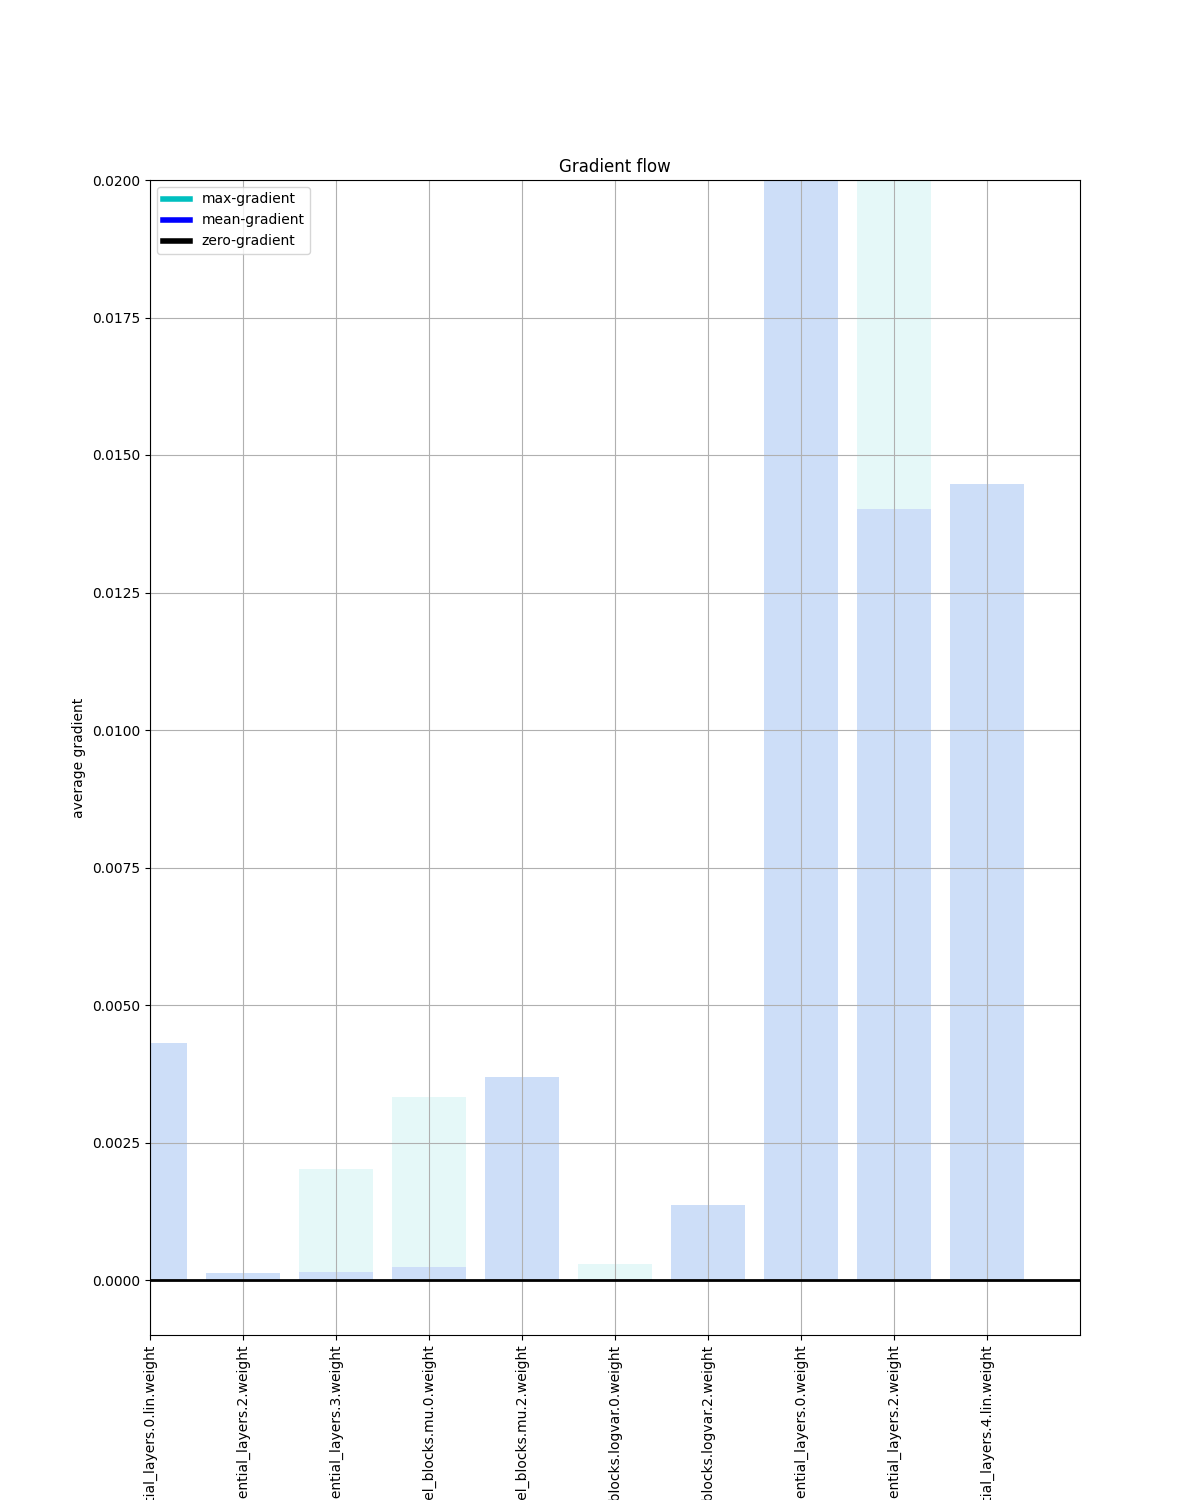 Gradient flow
max-gradient
mean-gradient
zero-gradient
average gradient
0.0200
0.0175
0.0150
0.0125
0.0100
0.0075
0.0050
0.0025
0.0000
tial_layers.0.lin.weight
ential_layers.2.weight
ential_layers.3.weight
el_blocks.mu.0.weight
el_blocks.mu.2.weight
blocks.logvar.0.weight
blocks.logvar.2.weight
ential_layers.0.weight
ential_layers.2.weight
tial_layers.4.lin.weight